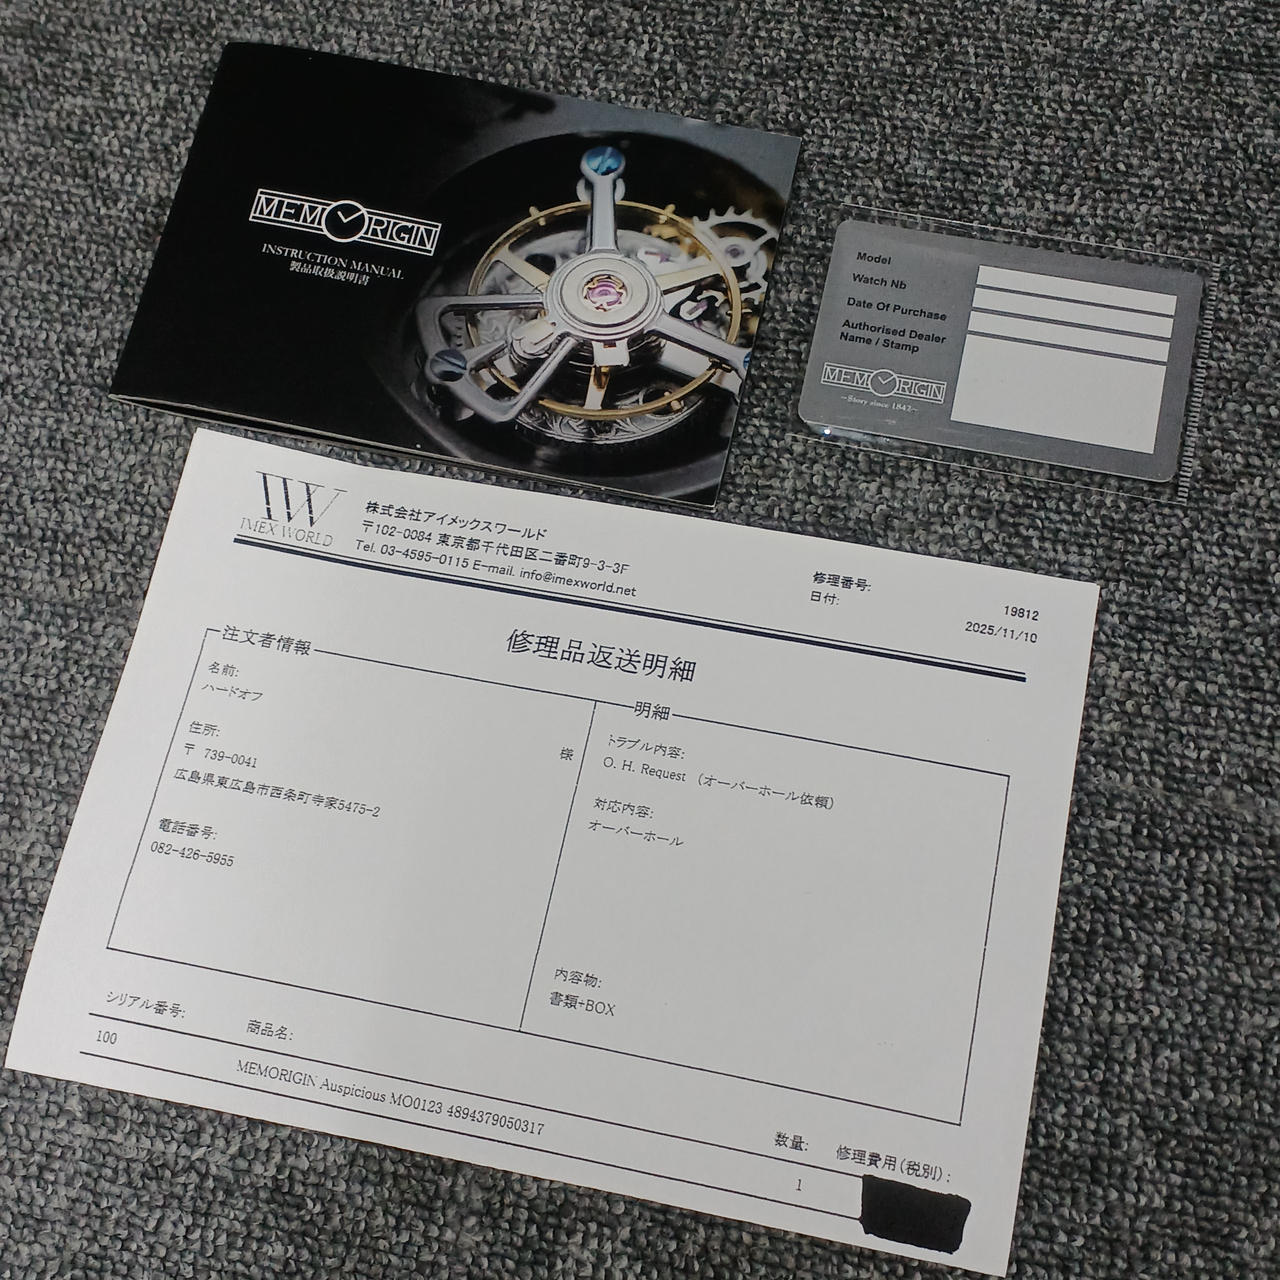 MEMORIGIN
INSTRUCTION MANUAL
製品取扱説明書
Model
Watch Nb
Date Of Purchase
Authorised Dealer
Name / Stamp
MEMORIGIN
~Story since 1842~
IW
IMEX WORLD
株式会社アイメックスワールド
〒102-0084 東京都千代田区二番町9-3-3F
Tel. 03-4595-0115 E-mail. info@imexworld.net
修理番号: 19812
日付: 2025/11/10
修理品返送明細
注文者情報
名前:
ハードオフ
様
住所:
〒 739-0041
広島県東広島市西条町寺家5475-2
電話番号:
082-426-5955
明細
トラブル内容:
O. H. Request (オーバーホール依頼)
対応内容:
オーバーホール
内容物:
書類+BOX
シリアル番号: 商品名: 数量: 修理費用(税別):
100 MEMORIGIN Auspicious MO0123 4894379050317 1